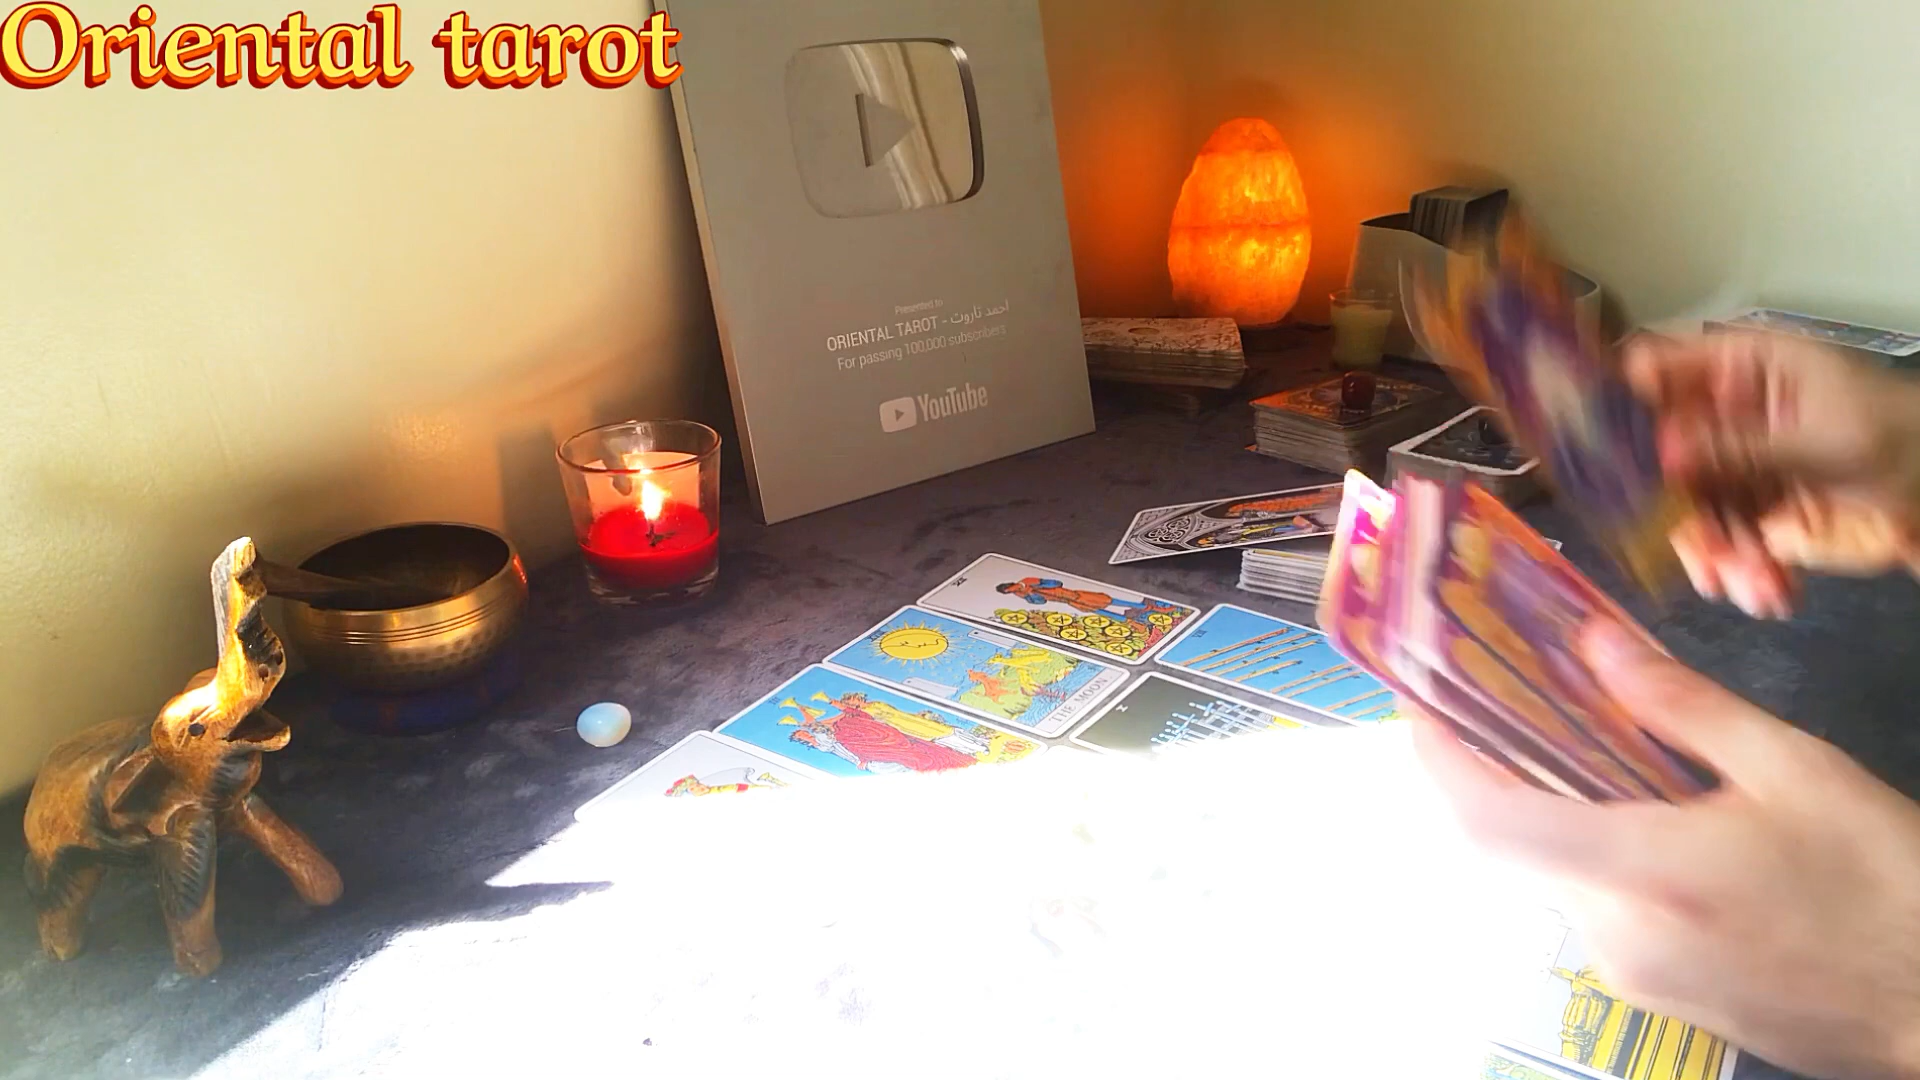 Oriental tarot
Presented to
ORIENTAL TAROT - احمد تاروت
For passing 100,000 subscribers
YouTube
THE MOON